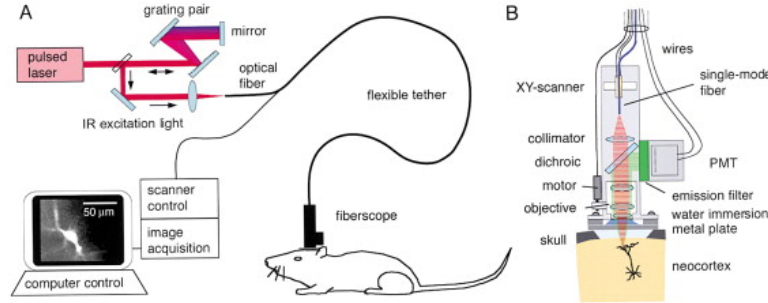 A
grating pair
mirror
pulsed
laser
optical
fiber
IR excitation light
flexible tether
scanner
control
50 μm
image
acquisition
computer control
fiberscope
B
wires
XY-scanner
single-mode
fiber
collimator
dichroic
PMT
motor
emission filter
objective
water immersion
metal plate
skull
neocortex